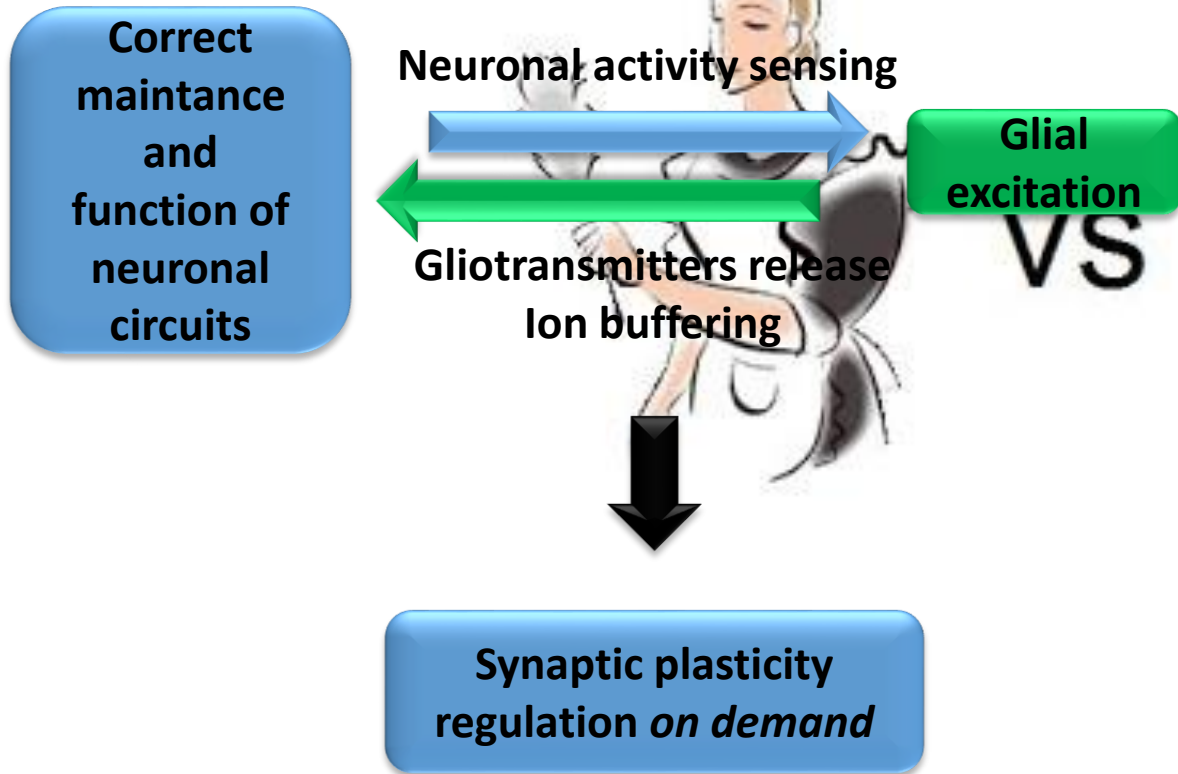 Correct
maintance
and
function of
neuronal
circuits
Neuronal activity sensing
Glial
excitation
VS
Gliotransmitters release
Ion buffering
Synaptic plasticity
regulation on demand